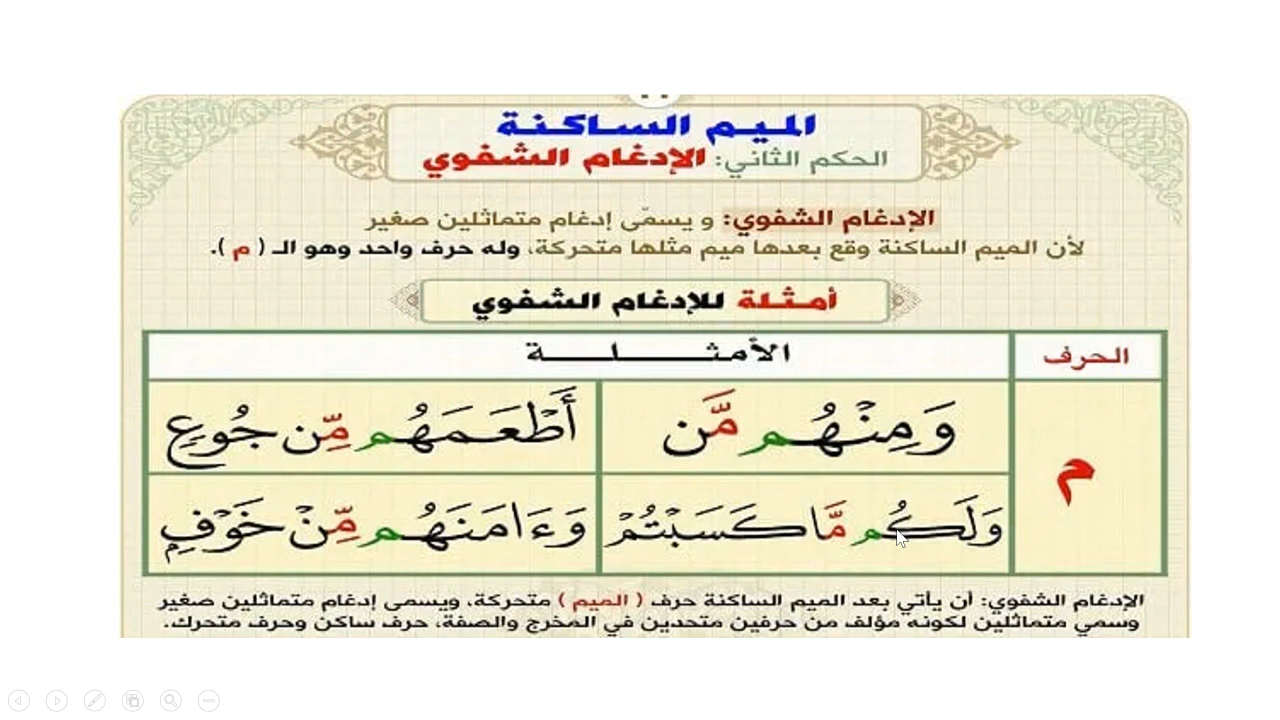 الميم الساكنة
الحكم الثاني: الإدغام الشفوي
الإدغام الشفوي: و يسمّى إدغام متماثلين صغير
لأن الميم الساكنة وقع بعدها ميم مثلها متحركة، وله حرف واحد وهو الـ ( م ).
أمثلة للإدغام الشفوي
الحرف الأمثـــــلـــــة
م
وَمِنْهُم مَّن أَطْعَمَهُم مِّن جُوعٍ
وَلَكُم مَّا كَسَبْتُمْ وَءَامَنَهُم مِّنْ خَوْفٍ
الإدغام الشفوي: أن يأتي بعد الميم الساكنة حرف ( الميم ) متحركة، ويسمى إدغام متماثلين صغير
وسمي متماثلين لكونه مؤلف من حرفين متحدين في المخرج والصفة، حرف ساكن وحرف متحرك.